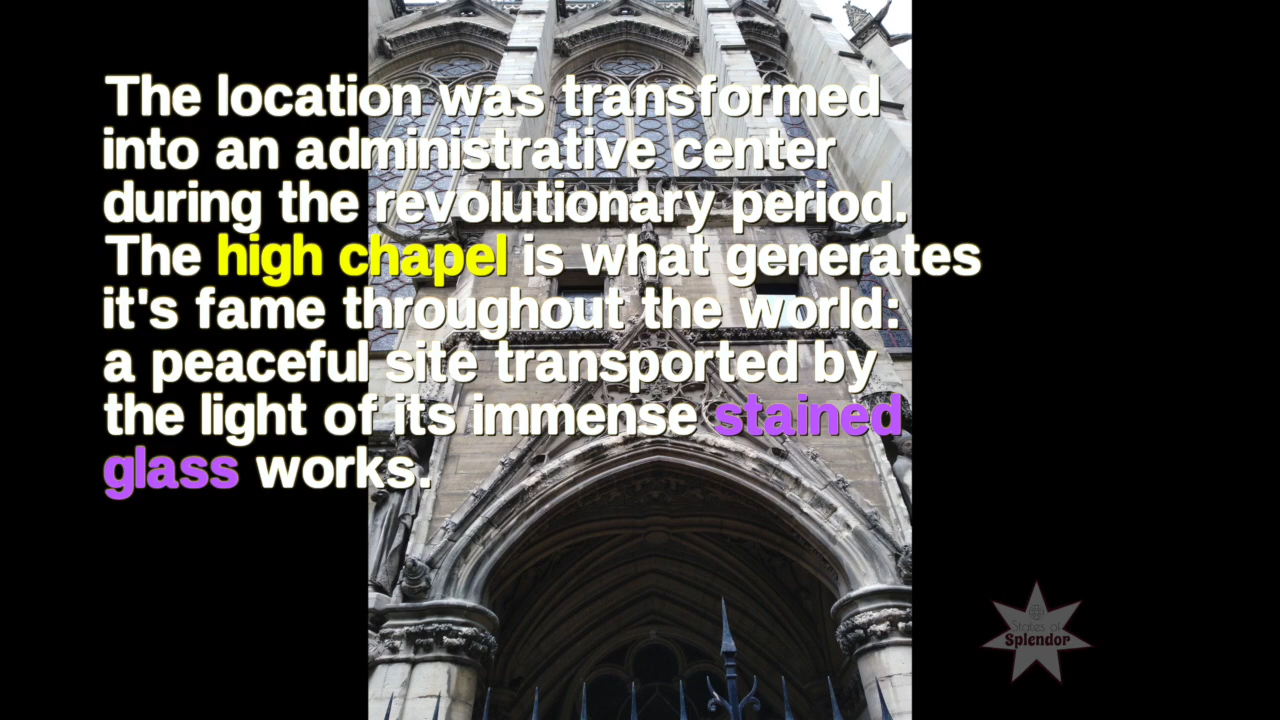 The location was transformed
into an administrative center
during the revolutionary period.
The high chapel is what generates
it's fame throughout the world:
a peaceful site transported by
the light of its immense stained
glass works.
States of
Splendor